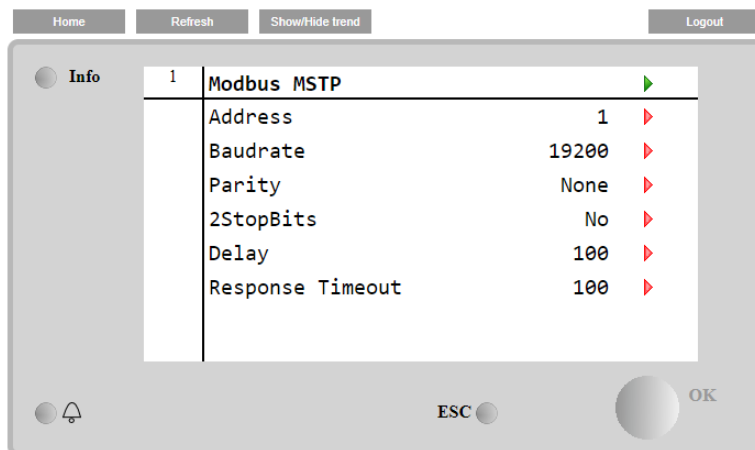 Home Refresh Show/Hide trend Logout
Info 1 Modbus MSTP
Address 1
Baudrate 19200
Parity None
2StopBits No
Delay 100
Response Timeout 100
ESC OK